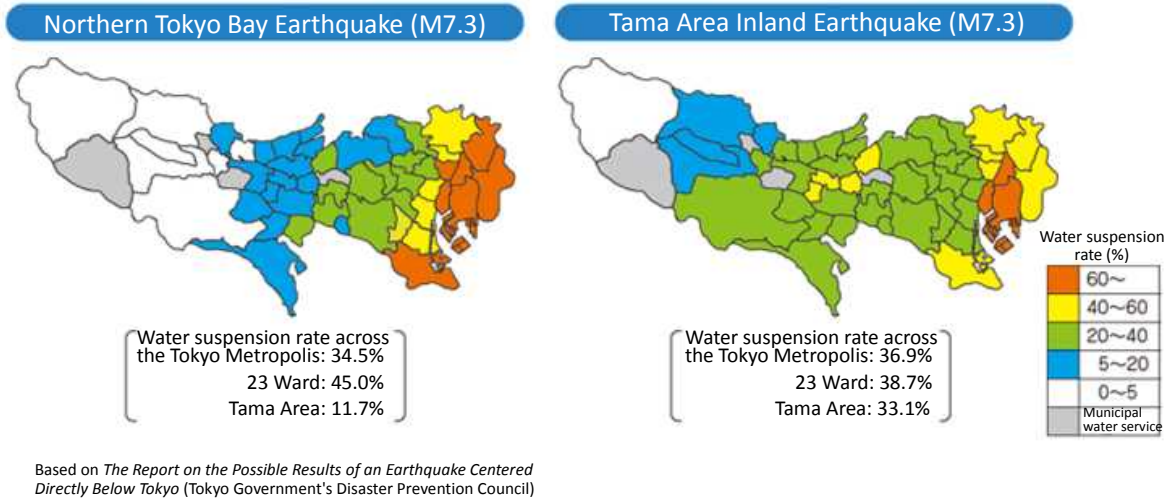 Northern Tokyo Bay Earthquake (M7.3)
Tama Area Inland Earthquake (M7.3)
Water suspension rate across
the Tokyo Metropolis: 34.5%
23 Ward: 45.0%
Tama Area: 11.7%
Water suspension rate across
the Tokyo Metropolis: 36.9%
23 Ward: 38.7%
Tama Area: 33.1%
Water suspension
rate (%)
60～
40～60
20～40
5～20
0～5
Municipal
water service
Based on The Report on the Possible Results of an Earthquake Centered
Directly Below Tokyo (Tokyo Government's Disaster Prevention Council)